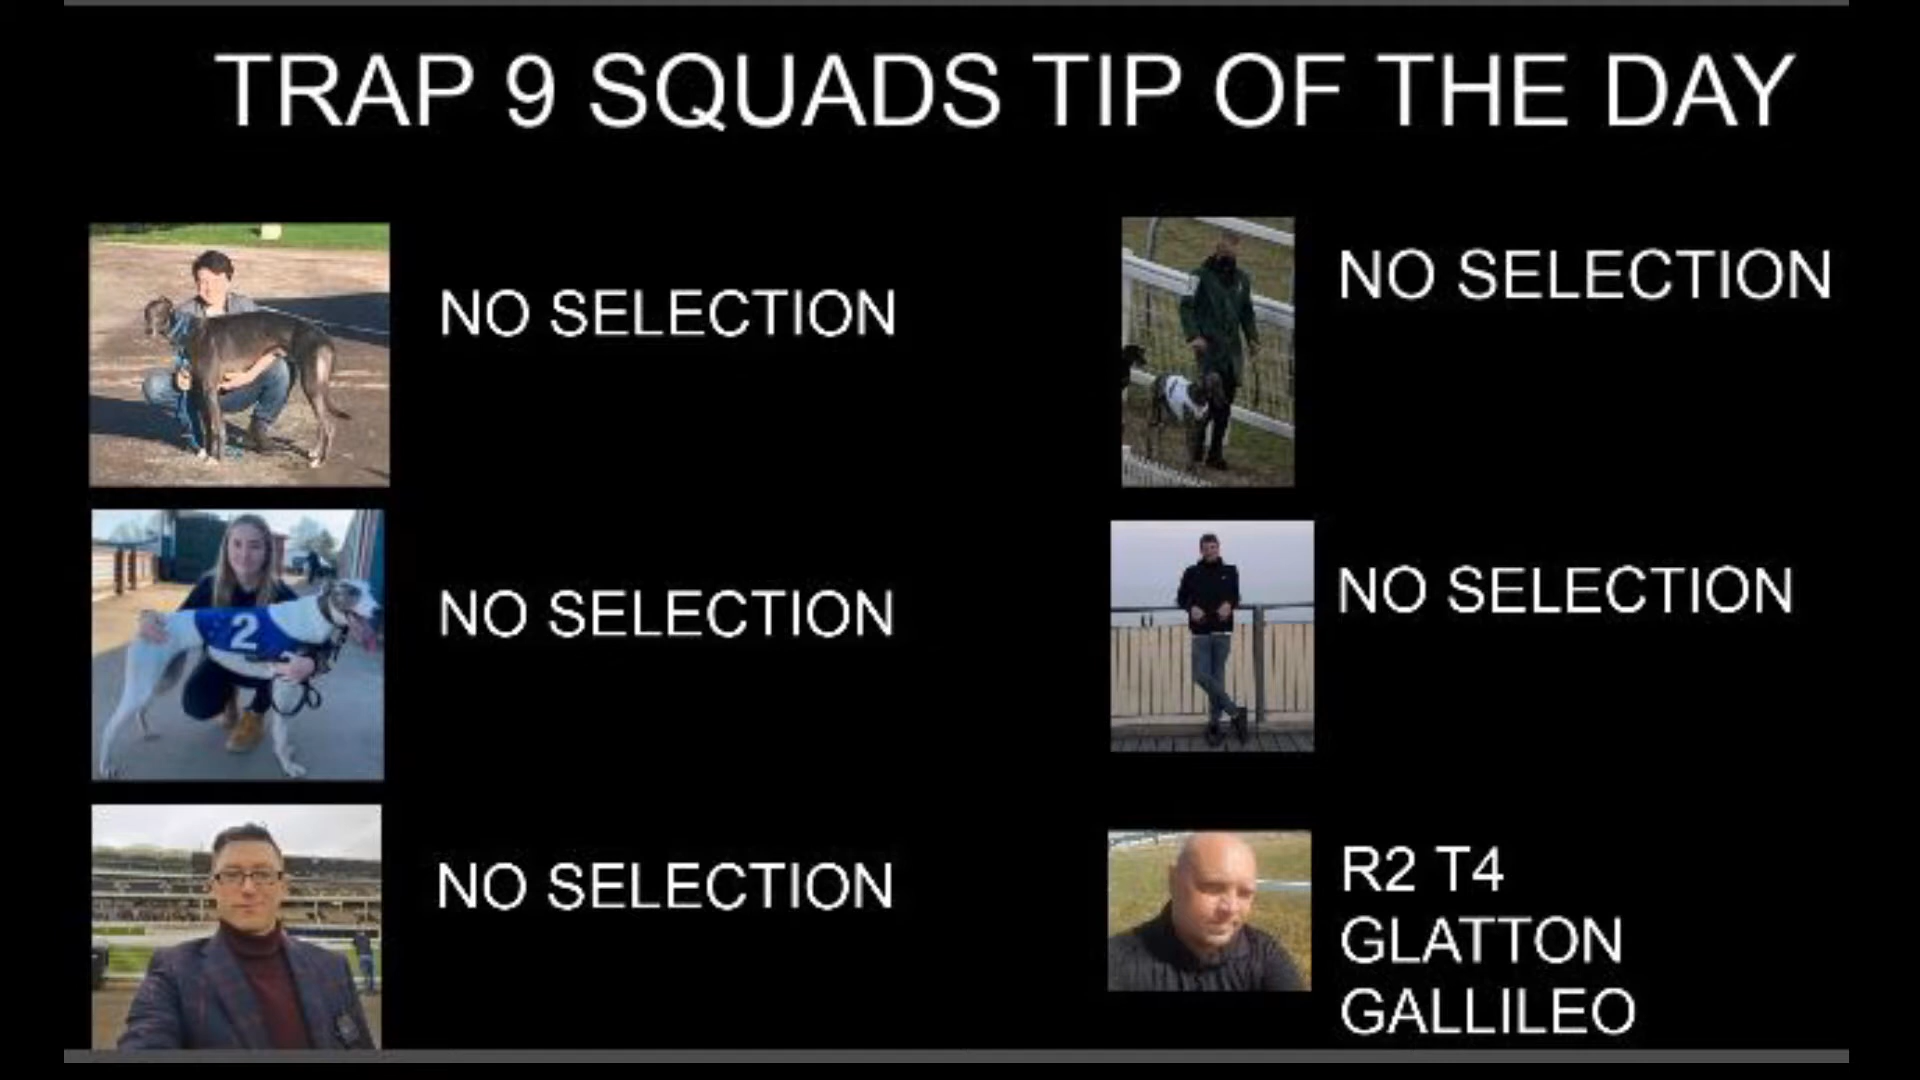 TRAP 9 SQUADS TIP OF THE DAY
NO SELECTION
NO SELECTION
NO SELECTION
2
NO SELECTION
NO SELECTION
R2 T4
GLATTON
GALLILEO